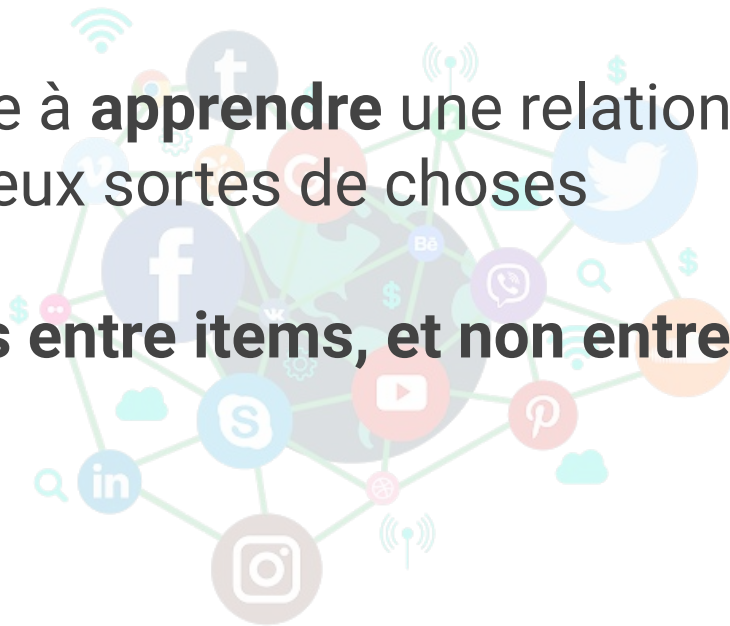 e à apprendre une relation
eux sortes de choses
s entre items, et non entre